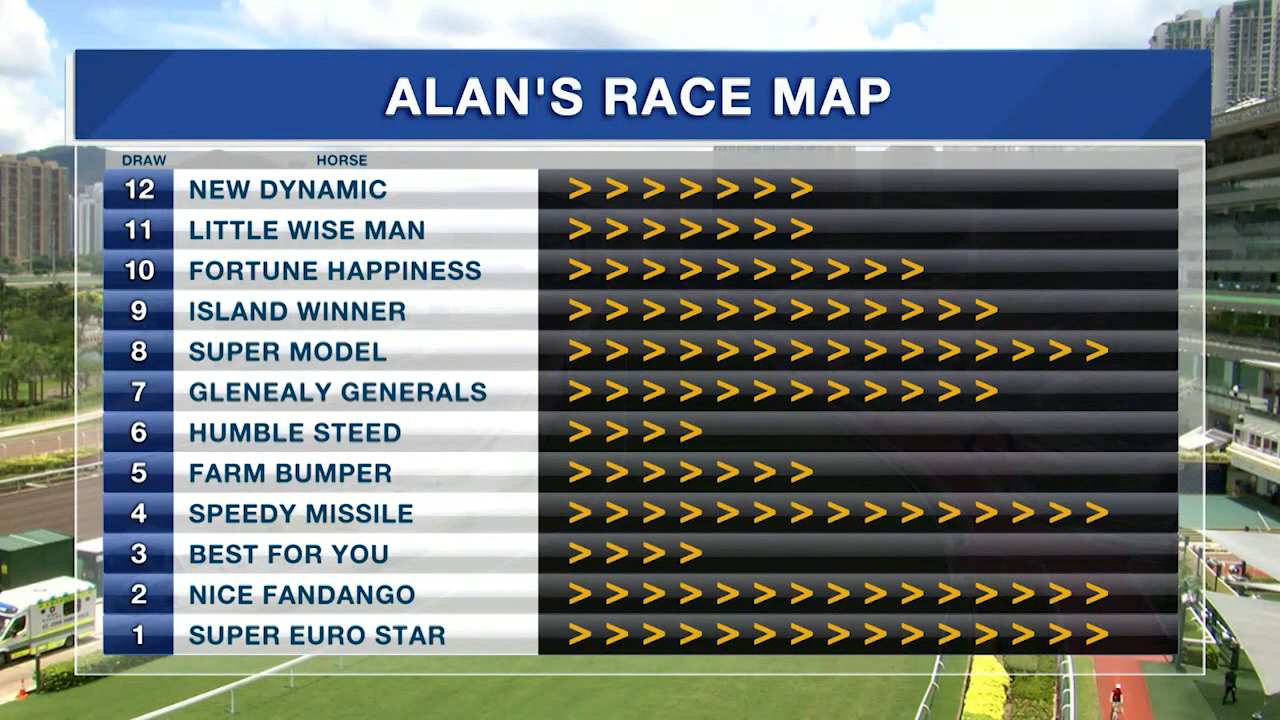 ALAN'S RACE MAP
DRAW HORSE
12 NEW DYNAMIC > > > > > > >
11 LITTLE WISE MAN > > > > > > >
10 FORTUNE HAPPINESS > > > > > > > > > >
9 ISLAND WINNER > > > > > > > > > > > >
8 SUPER MODEL > > > > > > > > > > > > > > >
7 GLENEALY GENERALS > > > > > > > > > > > >
6 HUMBLE STEED > > > >
5 FARM BUMPER > > > > > > >
4 SPEEDY MISSILE > > > > > > > > > > > > > > >
3 BEST FOR YOU > > > >
2 NICE FANDANGO > > > > > > > > > > > > > > >
1 SUPER EURO STAR > > > > > > > > > > > > > > >